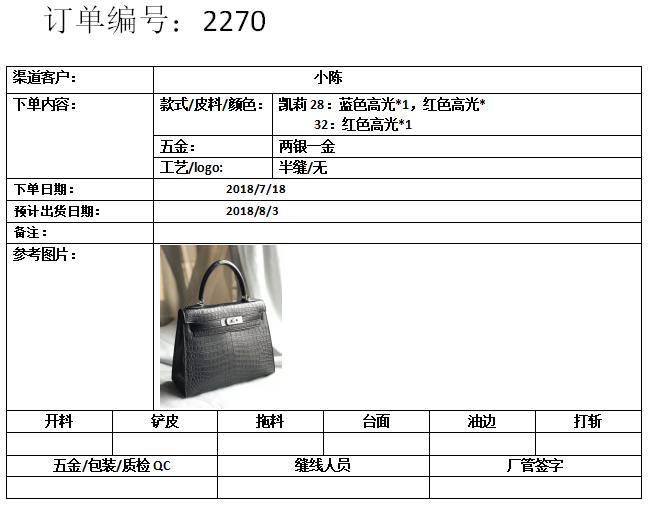 订单编号：2270
渠道客户： 小陈
下单内容： 款式/皮料/颜色： 凯莉 28：蓝色高光*1，红色高光*
32：红色高光*1
五金： 两银一金
工艺/logo: 半缝/无
下单日期： 2018/7/18
预计出货日期： 2018/8/3
备注：
参考图片：
开料 铲皮 拖料 台面 油边 打斩
五金/包装/质检 QC 缝线人员 厂管签字